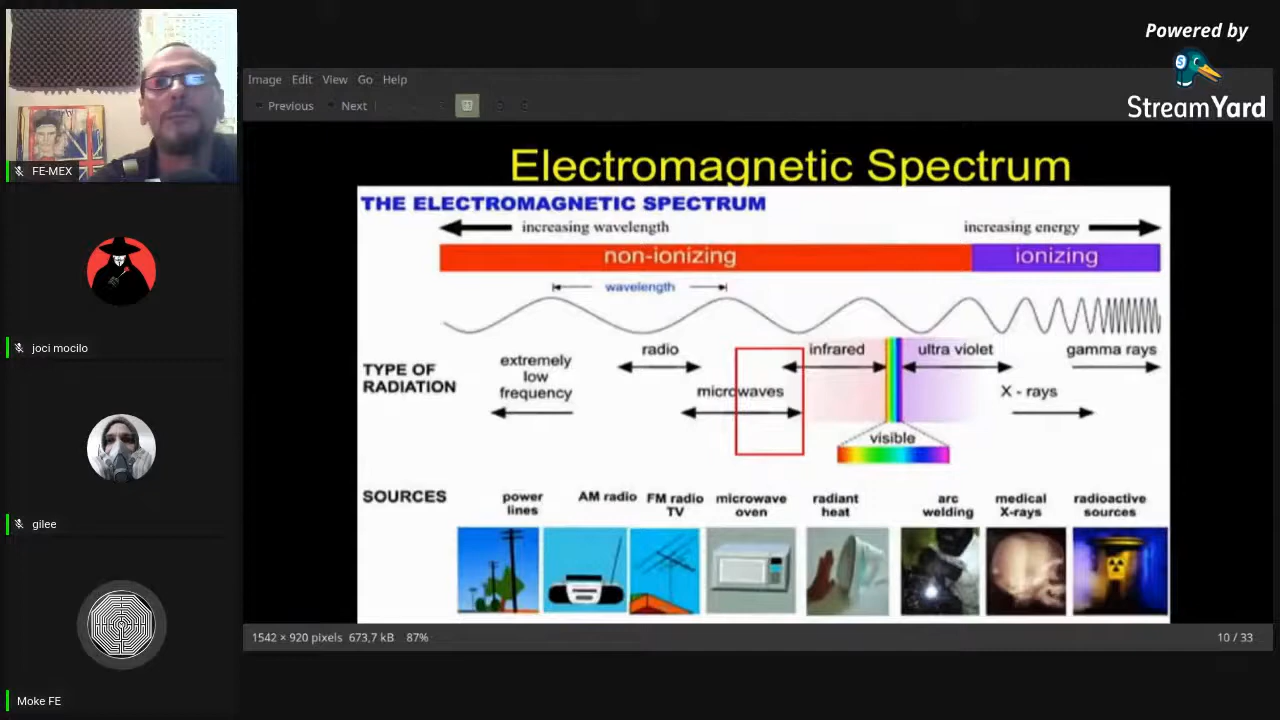 Powered by
StreamYard
Image Edit View Go Help
Previous Next
FE-MEX
joci mocilo
gilee
Moke FE
Electromagnetic Spectrum
THE ELECTROMAGNETIC SPECTRUM
increasing wavelength increasing energy
non-ionizing ionizing
wavelength
TYPE OF
RADIATION
extremely
low
frequency
radio
microwaves
infrared
visible
ultra violet
X - rays
gamma rays
SOURCES
power
lines
AM radio
FM radio
TV
microwave
oven
radiant
heat
arc
welding
medical
X-rays
radioactive
sources
1542 × 920 pixels 673,7 kB 87% 10 / 33